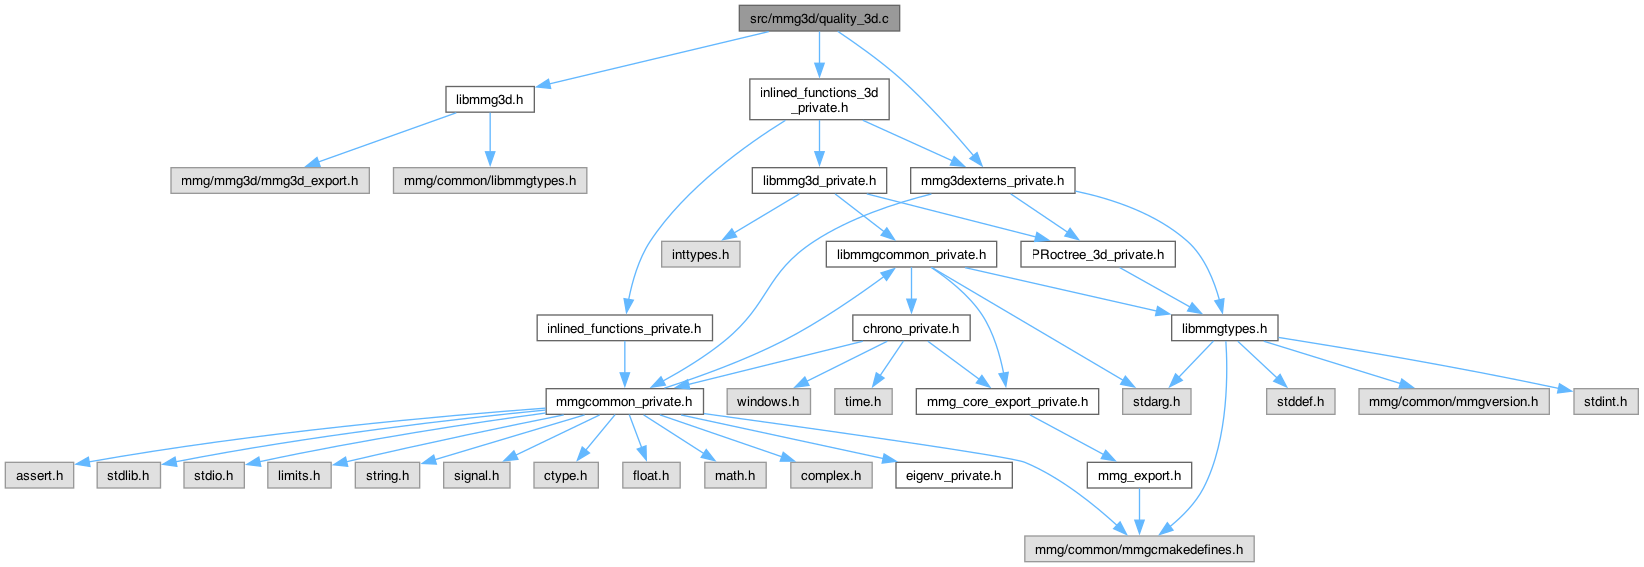 src/mmg3d/quality_3d.c
inlined_functions_3d
_private.h
libmmg3d.h
mmg/mmg3d/mmg3d_export.h
mmg/common/libmmgtypes.h
libmmg3d_private.h
mmg3dexterns_private.h
inttypes.h
libmmgcommon_private.h
PRoctree_3d_private.h
inlined_functions_private.h
chrono_private.h
libmmgtypes.h
mmgcommon_private.h
windows.h
time.h
mmg_core_export_private.h
stdarg.h
stddef.h
mmg/common/mmgversion.h
stdint.h
assert.h
stdlib.h
stdio.h
limits.h
string.h
signal.h
ctype.h
float.h
math.h
complex.h
eigenv_private.h
mmg_export.h
mmg/common/mmgcmakedefines.h